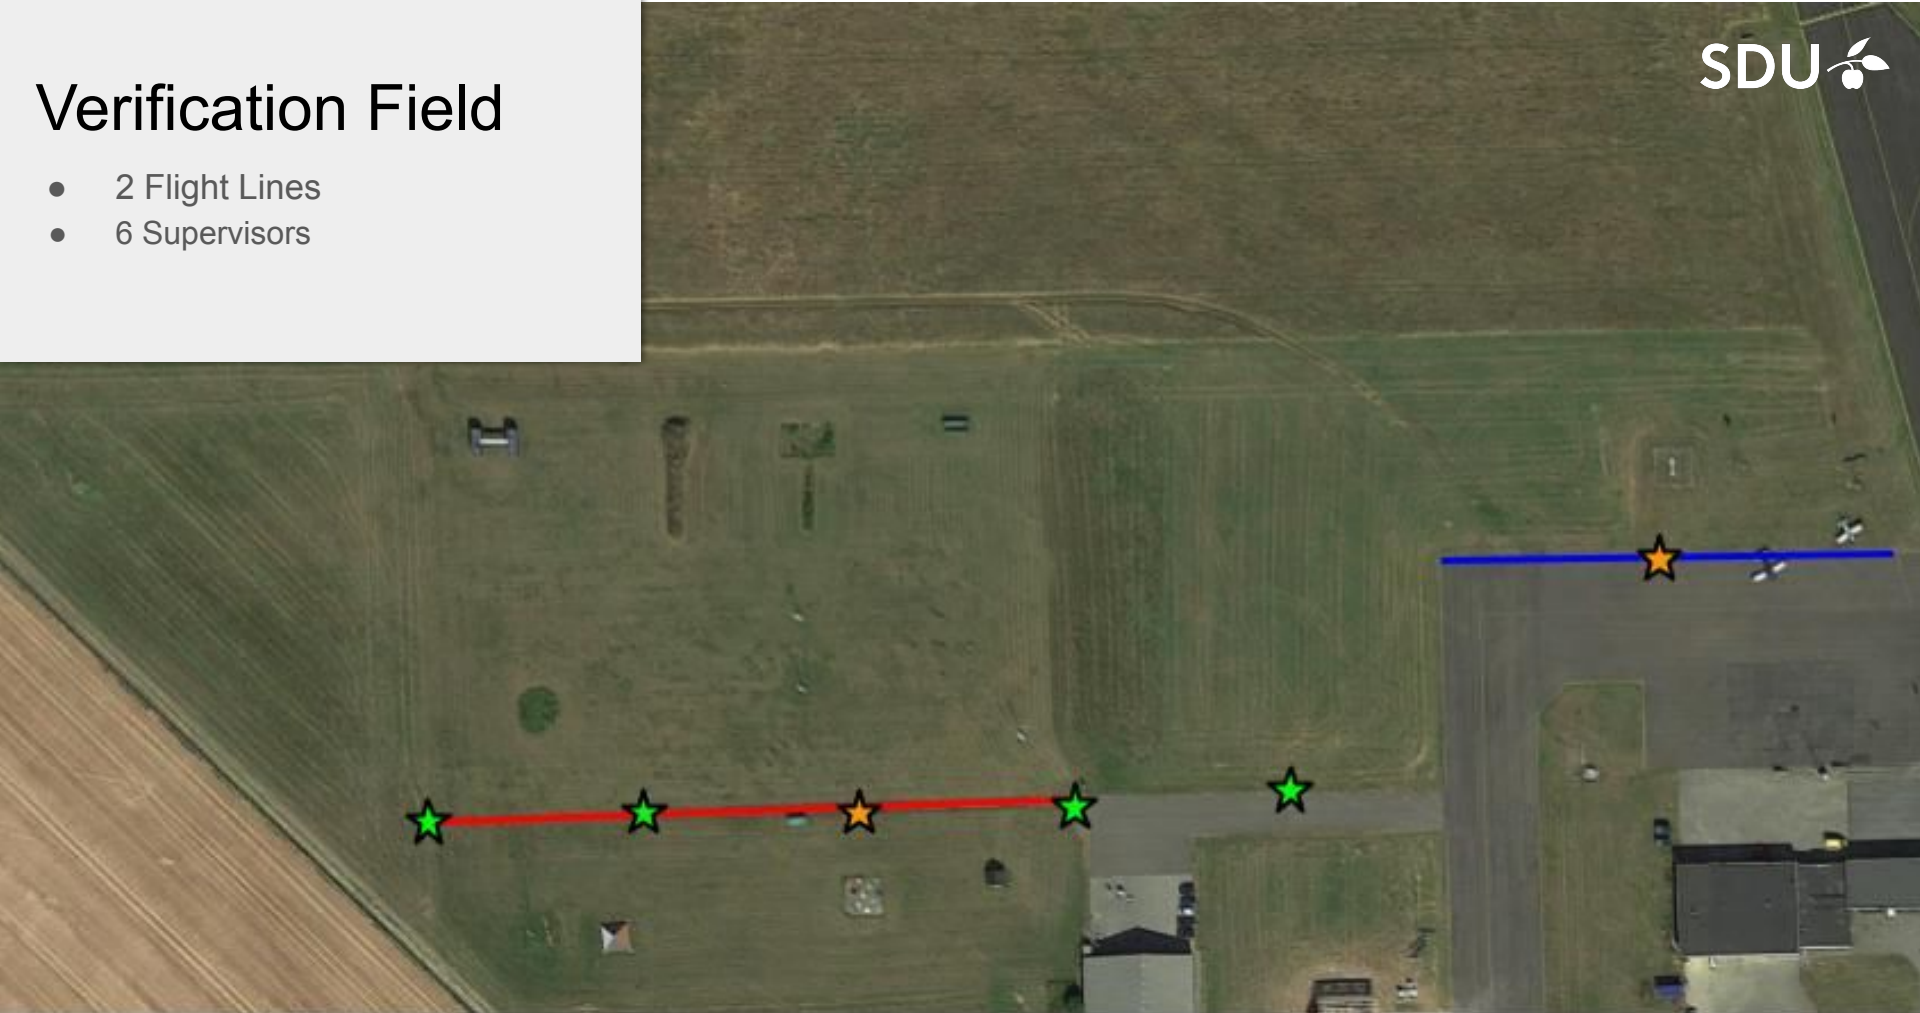 Verification Field
● 2 Flight Lines
● 6 Supervisors
SDU